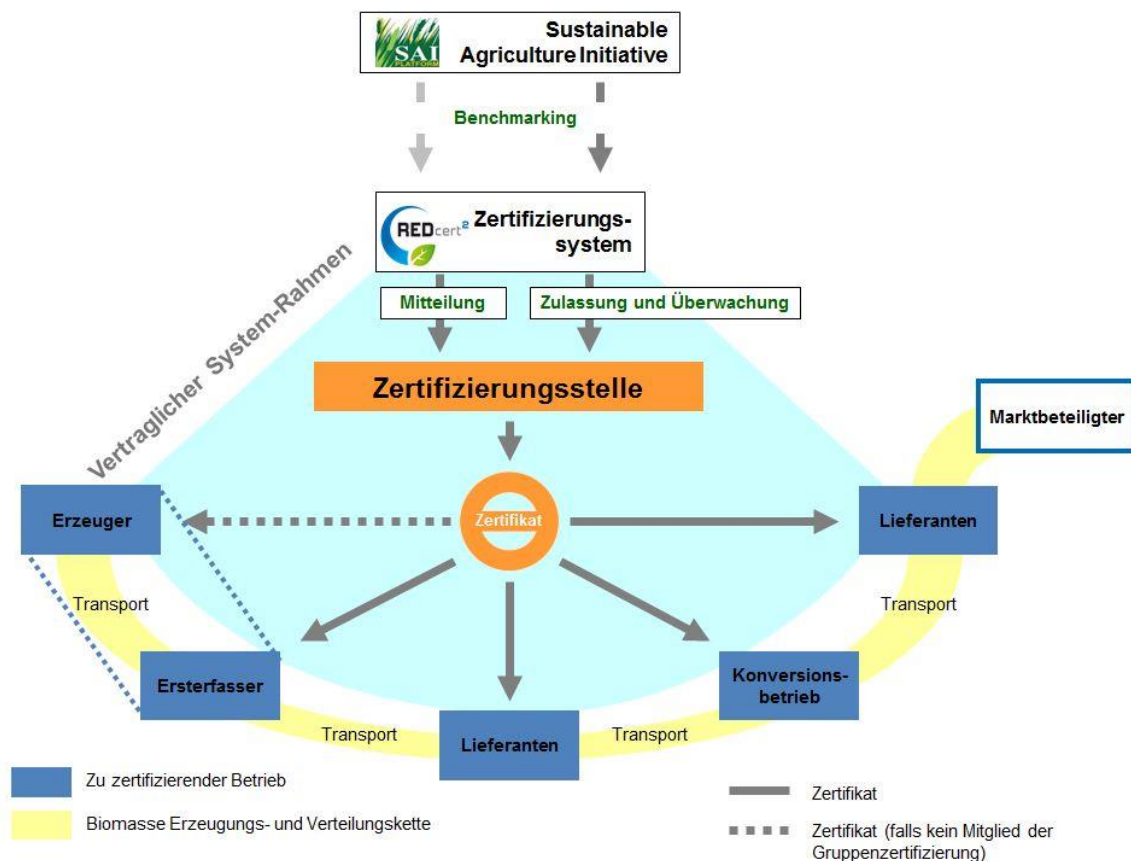 Sustainable
Agriculture Initiative
SAI
PLATFORM
Benchmarking
REDcert²
Zertifizierungs-
system
Vertraglicher System-Rahmen
Mitteilung
Zulassung und Überwachung
Zertifizierungsstelle
Marktbeteiligter
Erzeuger
Zertifikat
Lieferanten
Transport
Transport
Ersterfasser
Konversions-
betrieb
Transport
Lieferanten
Transport
Zu zertifizierender Betrieb
Biomasse Erzeugungs- und Verteilungskette
Zertifikat
Zertifikat (falls kein Mitglied der
Gruppenzertifizierung)